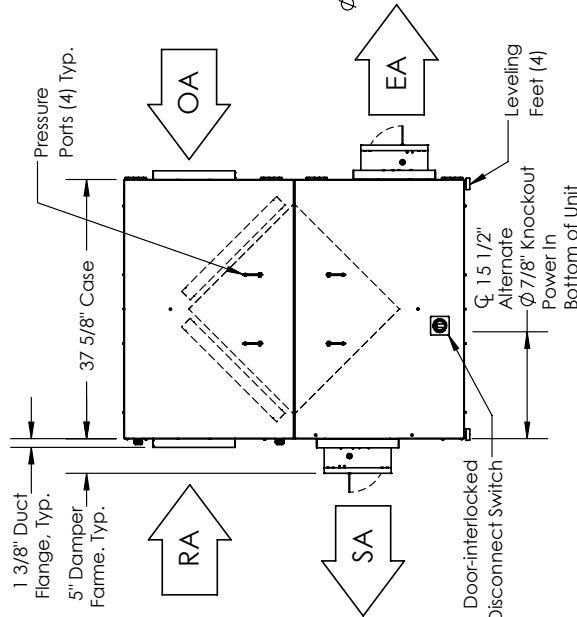 1 3/8" Duct
Flange, Typ.
5" Damper
Farme. Typ.
37 5/8" Case
Pressure
Ports (4) Typ.
RA
OA
SA
EA
Door-interlocked
Disconnect Switch
℄ 15 1/2"
Alternate
Ø 7/8" Knockout
Power In
Bottom of Unit
Leveling
Feet (4)
Ø